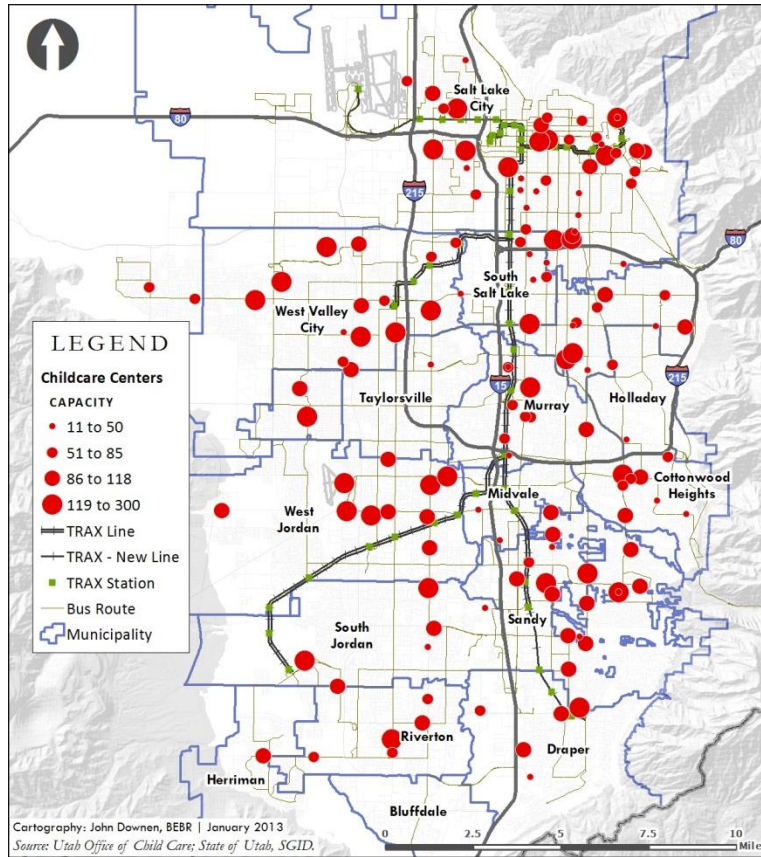 Salt Lake
City
80
215
80
South
Salt Lake
West Valley
City
LEGEND
Childcare Centers
CAPACITY
11 to 50
51 to 85
86 to 118
119 to 300
TRAX Line
TRAX - New Line
TRAX Station
Bus Route
Municipality
Taylorsville
15
Murray
Holladay
215
Midvale
Cottonwood
Heights
West
Jordan
Sandy
South
Jordan
Riverton
Draper
Herriman
Bluffdale
Cartography: John Downen, BEBR | January 2013
Source: Utah Office of Child Care; State of Utah, SGID.
0 2.5 5 7.5 10
Mile